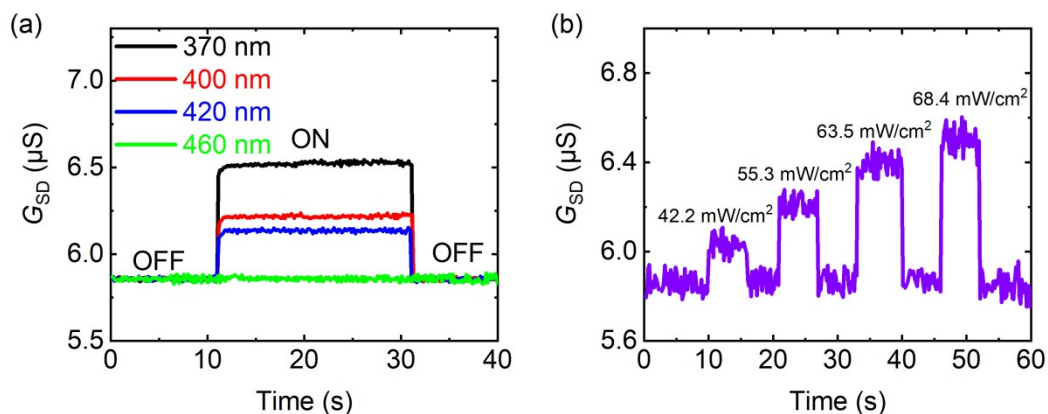 (a)
370 nm
400 nm
420 nm
460 nm
ON
OFF
OFF
7.0
6.5
6.0
5.5
G_SD (µS)
0
10
20
30
40
Time (s)
(b)
42.2 mW/cm²
55.3 mW/cm²
63.5 mW/cm²
68.4 mW/cm²
6.8
6.4
6.0
5.6
G_SD (µS)
0
10
20
30
40
50
60
Time (s)